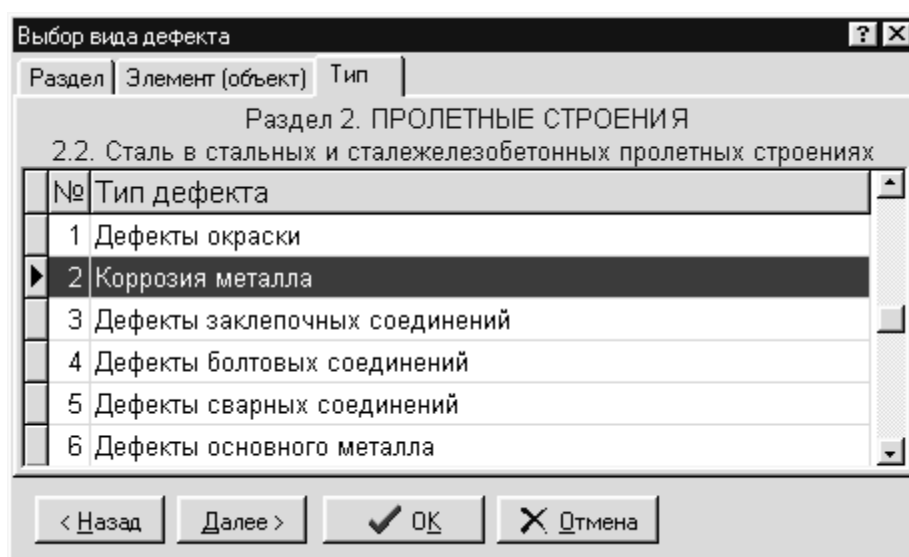 Выбор вида дефекта
Раздел Элемент (объект) Тип
Раздел 2. ПРОЛЕТНЫЕ СТРОЕНИЯ
2.2. Сталь в стальных и сталежелезобетонных пролетных строениях
№ Тип дефекта
1 Дефекты окраски
2 Коррозия металла
3 Дефекты заклепочных соединений
4 Дефекты болтовых соединений
5 Дефекты сварных соединений
6 Дефекты основного металла
< Назад Далее > OK Отмена